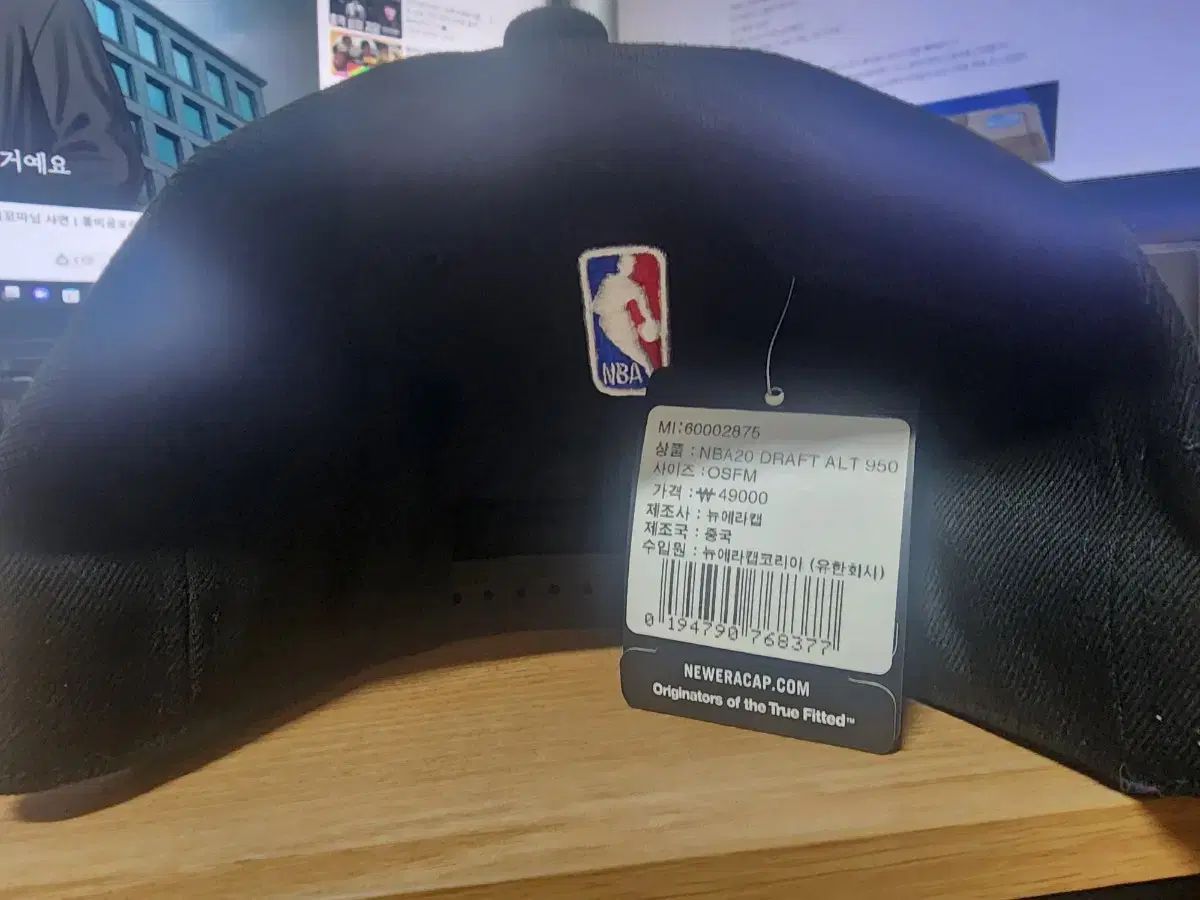 거예요
NBA
MI:60002875
상품 : NBA20 DRAFT ALT 950
사이즈 : OSFM
가격 : ₩ 49000
제조사 : 뉴에라캡
제조국 : 중국
수입원 : 뉴에라캡코리아 (유한회사)
0 194790 768377
NEWERACAP.COM
Originators of the True Fitted™